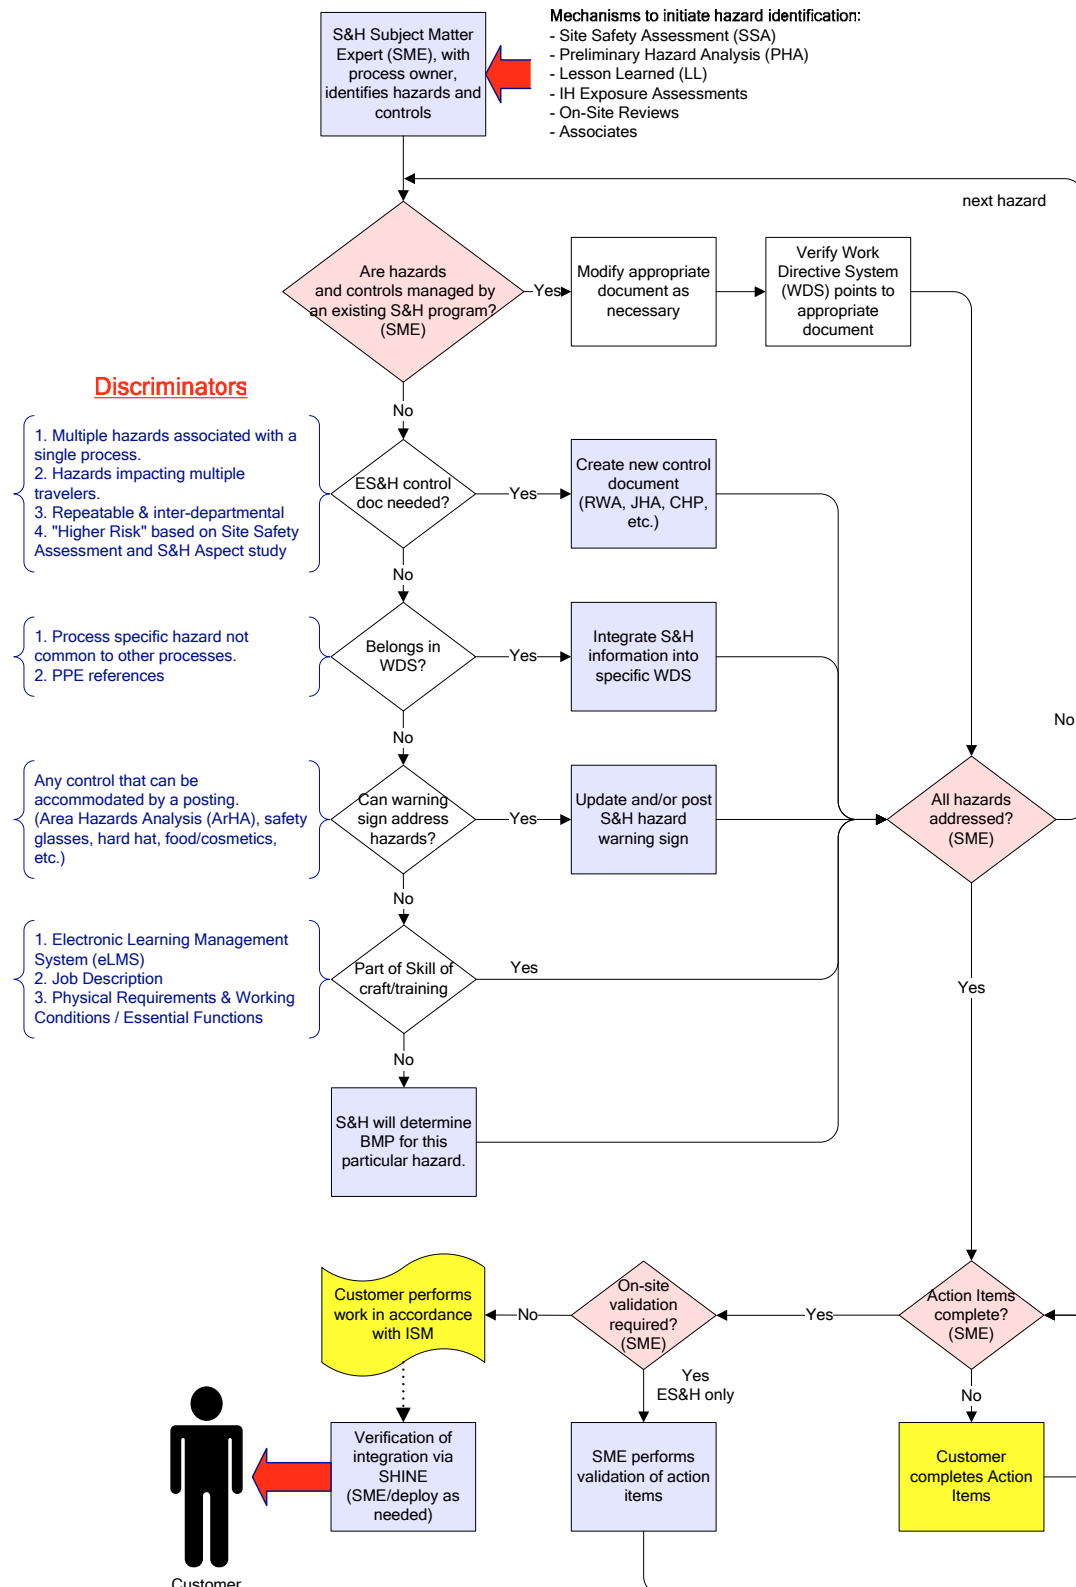 Mechanisms to initiate hazard identification:
- Site Safety Assessment (SSA)
- Preliminary Hazard Analysis (PHA)
- Lesson Learned (LL)
- IH Exposure Assessments
- On-Site Reviews
- Associates
S&H Subject Matter
Expert (SME), with
process owner,
identifies hazards and
controls
next hazard
Are hazards
and controls managed by
an existing S&H program?
(SME)
Yes
Modify appropriate
document as
necessary
Verify Work
Directive System
(WDS) points to
appropriate
document
Discriminators
No
1. Multiple hazards associated with a
single process.
2. Hazards impacting multiple
travelers.
3. Repeatable & inter-departmental
4. "Higher Risk" based on Site Safety
Assessment and S&H Aspect study
ES&H control
doc needed?
Yes
Create new control
document
(RWA, JHA, CHP,
etc.)
No
1. Process specific hazard not
common to other processes.
2. PPE references
Belongs in
WDS?
Yes
Integrate S&H
information into
specific WDS
No
No
Any control that can be
accommodated by a posting.
(Area Hazards Analysis (ArHA), safety
glasses, hard hat, food/cosmetics,
etc.)
Can warning
sign address
hazards?
Yes
Update and/or post
S&H hazard
warning sign
All hazards
addressed?
(SME)
No
1. Electronic Learning Management
System (eLMS)
2. Job Description
3. Physical Requirements & Working
Conditions / Essential Functions
Part of Skill of
craft/training
Yes
Yes
No
S&H will determine
BMP for this
particular hazard.
Customer performs
work in accordance
with ISM
No
On-site
validation
required?
(SME)
Yes
Action Items
complete?
(SME)
Yes
ES&H only
No
Verification of
integration via
SHINE
(SME/deploy as
needed)
SME performs
validation of action
items
Customer
completes Action
Items
Customer